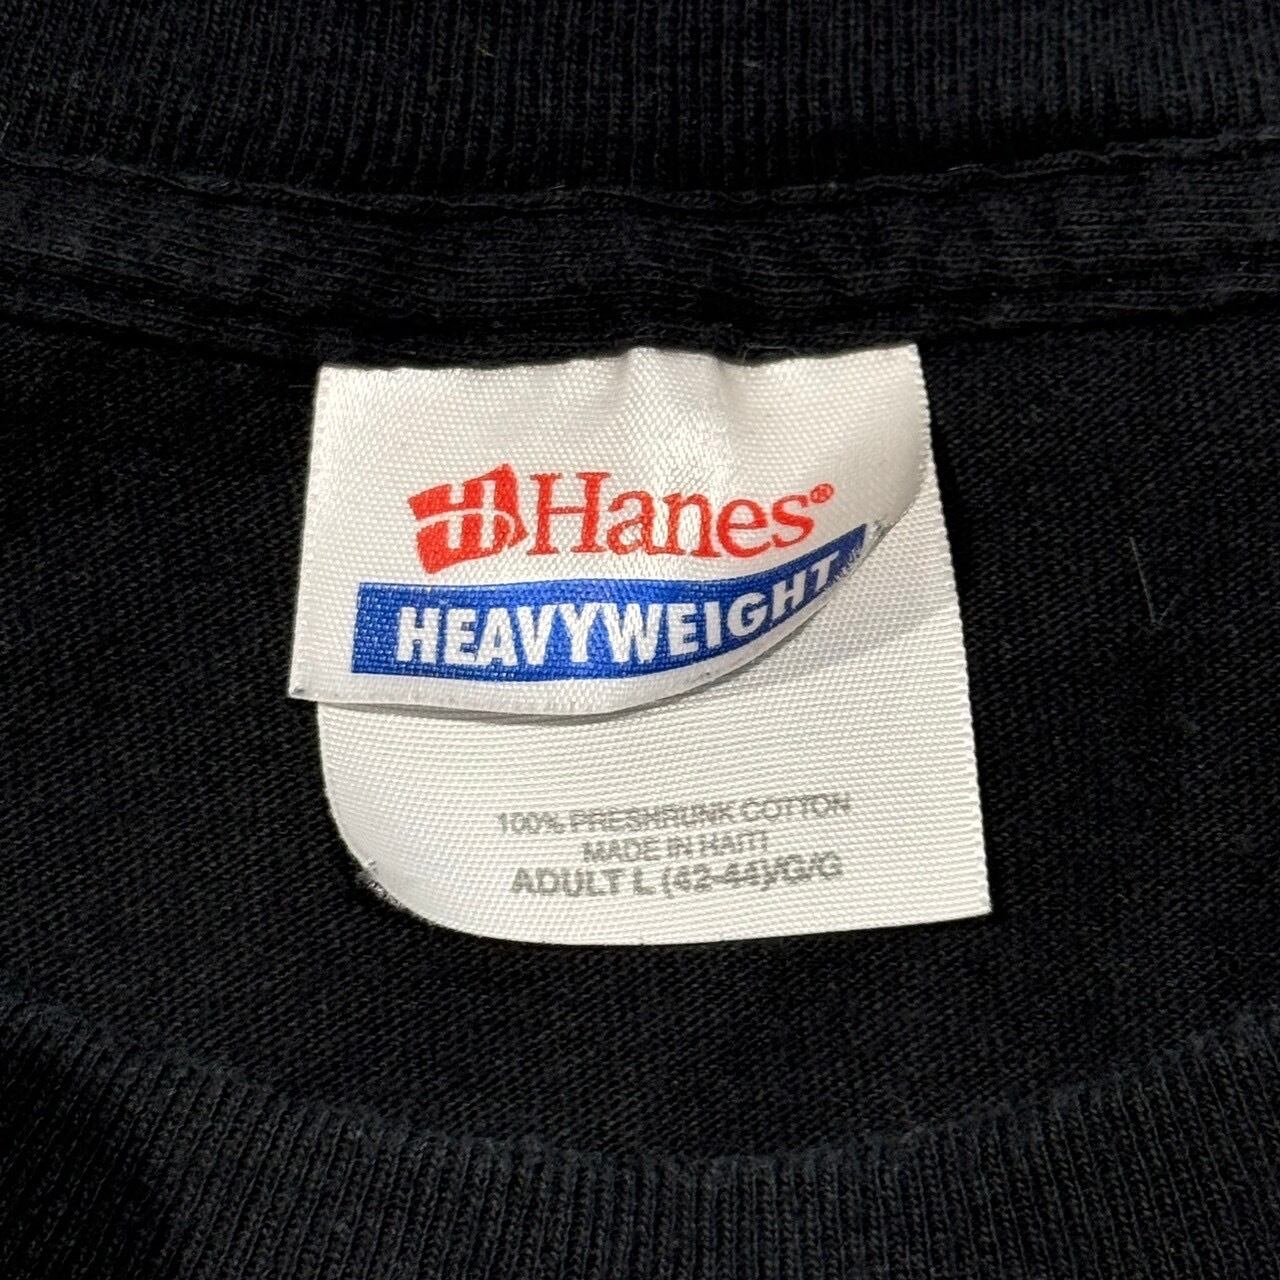 Hanes®
HEAVYWEIGHT
100% PRESHRUNK COTTON
MADE IN HAITI
ADULT L (42-44)/G/G